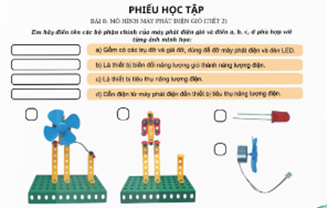 PHIẾU HỌC TẬP
BÀI 8: MÔ HÌNH MÁY PHÁT ĐIỆN GIÓ (TIẾT 2)
Em hãy điền tên các bộ phận chính của máy phát điện gió và điền a, b, c, d phù hợp với
từng ảnh minh họa:
a) Gồm có các trụ đỡ và giá đỡ, dùng để đỡ máy phát điện và đèn LED.
b) Là thiết bị biến đổi năng lượng gió thành năng lượng điện.
c) Là thiết bị tiêu thụ năng lượng điện.
d) Dẫn điện từ máy phát điện đến thiết bị tiêu thụ năng lượng điện.